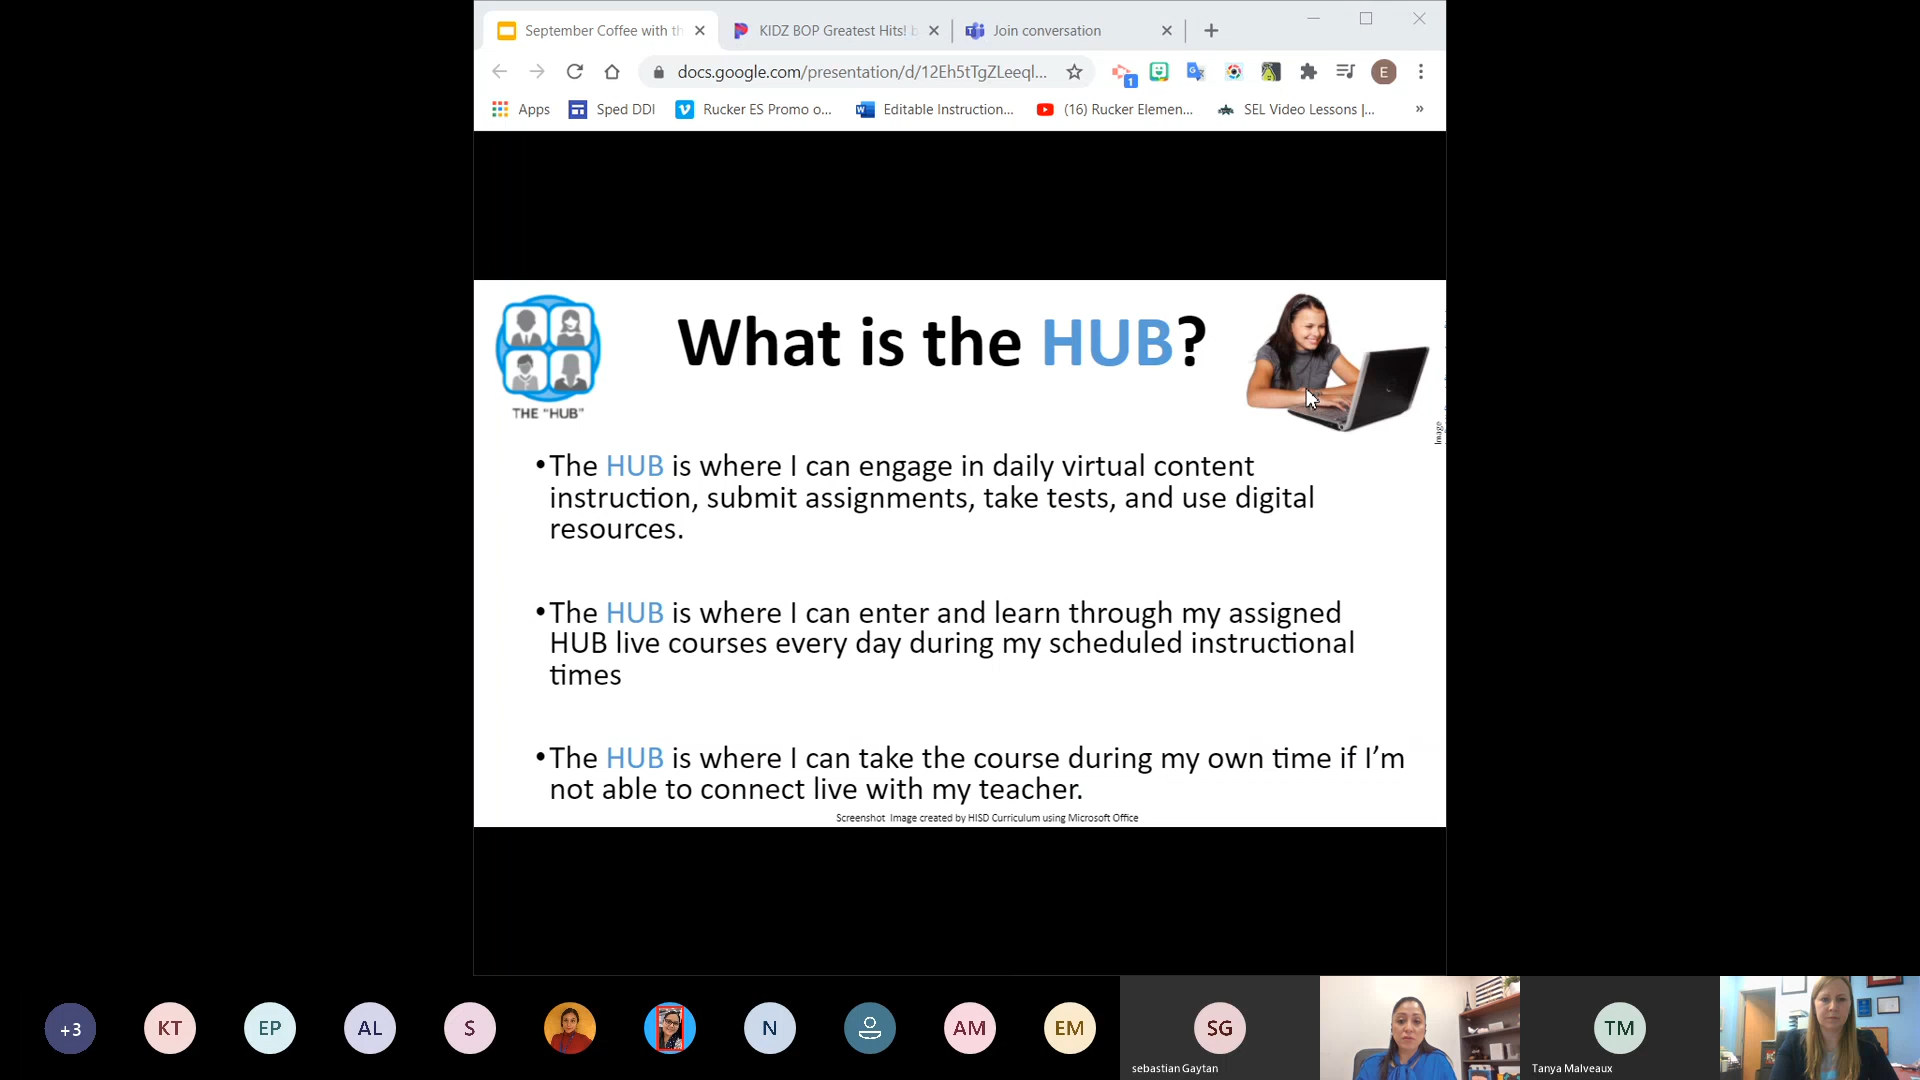 September Coffee with th
KIDZ BOP Greatest Hits! b
Join conversation
docs.google.com/presentation/d/12Eh5tTgZLeeql...
1
E
Apps
Sped DDI
Rucker ES Promo o...
Editable Instruction...
(16) Rucker Elemen...
SEL Video Lessons |...
»
What is the HUB?
THE "HUB"
Image
•The HUB is where I can engage in daily virtual content
instruction, submit assignments, take tests, and use digital
resources.
•The HUB is where I can enter and learn through my assigned
HUB live courses every day during my scheduled instructional
times
•The HUB is where I can take the course during my own time if I’m
not able to connect live with my teacher.
Screenshot Image created by HISD Curriculum using Microsoft Office
+3
KT
EP
AL
S
N
AM
EM
SG
TM
sebastian Gaytan
Tanya Malveaux